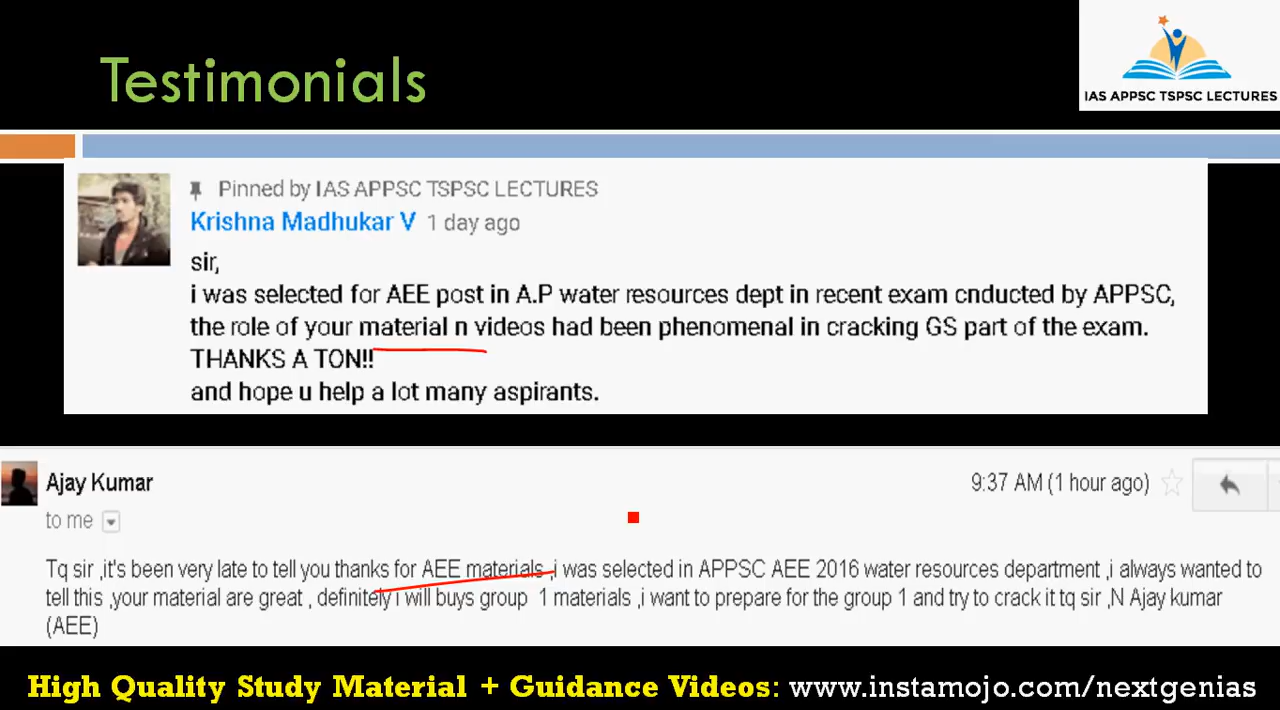 Testimonials
IAS APPSC TSPSC LECTURES
Pinned by IAS APPSC TSPSC LECTURES
Krishna Madhukar V 1 day ago
sir,
i was selected for AEE post in A.P water resources dept in recent exam cnducted by APPSC,
the role of your material n videos had been phenomenal in cracking GS part of the exam.
THANKS A TON!!
and hope u help a lot many aspirants.
Ajay Kumar
9:37 AM (1 hour ago)
to me
Tq sir ,it's been very late to tell you thanks for AEE materials ,i was selected in APPSC AEE 2016 water resources department ,i always wanted to
tell this ,your material are great , definitely i will buys group 1 materials ,i want to prepare for the group 1 and try to crack it tq sir ,N Ajay kumar
(AEE)
High Quality Study Material + Guidance Videos: www.instamojo.com/nextgenias